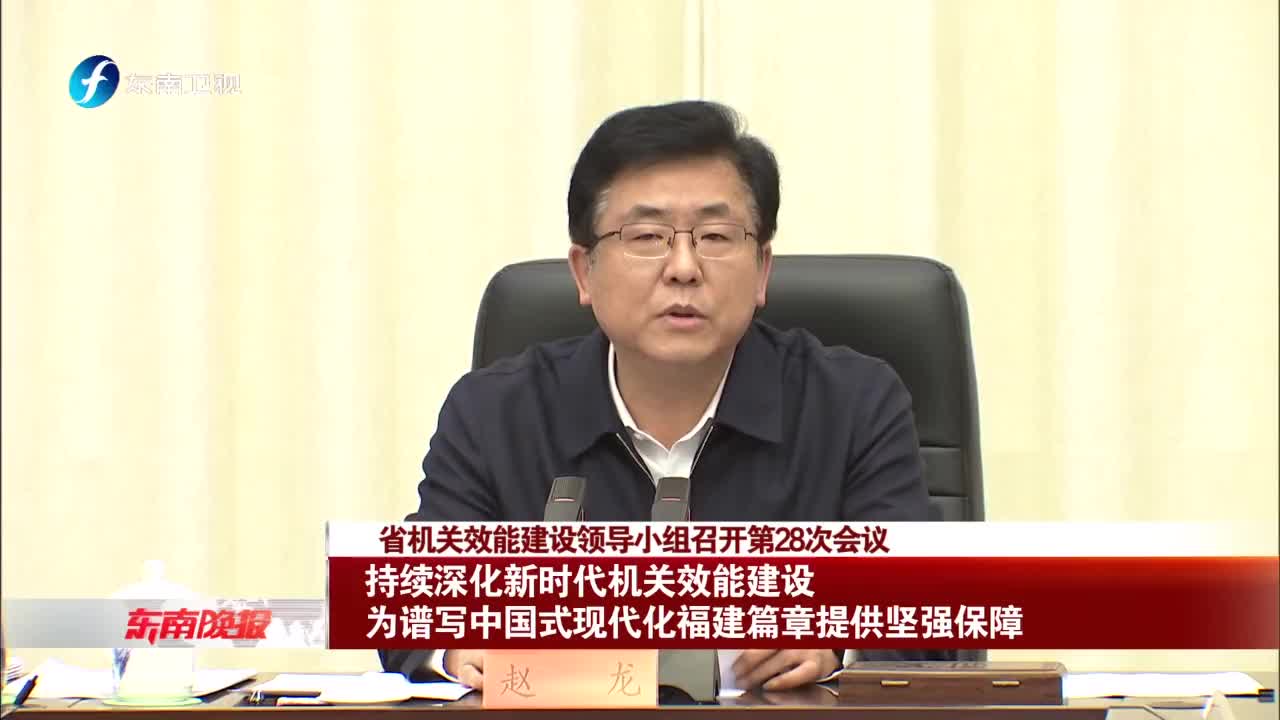 东南卫视
省机关效能建设领导小组召开第28次会议
持续深化新时代机关效能建设
为谱写中国式现代化福建篇章提供坚强保障
东南晚报
赵 龙